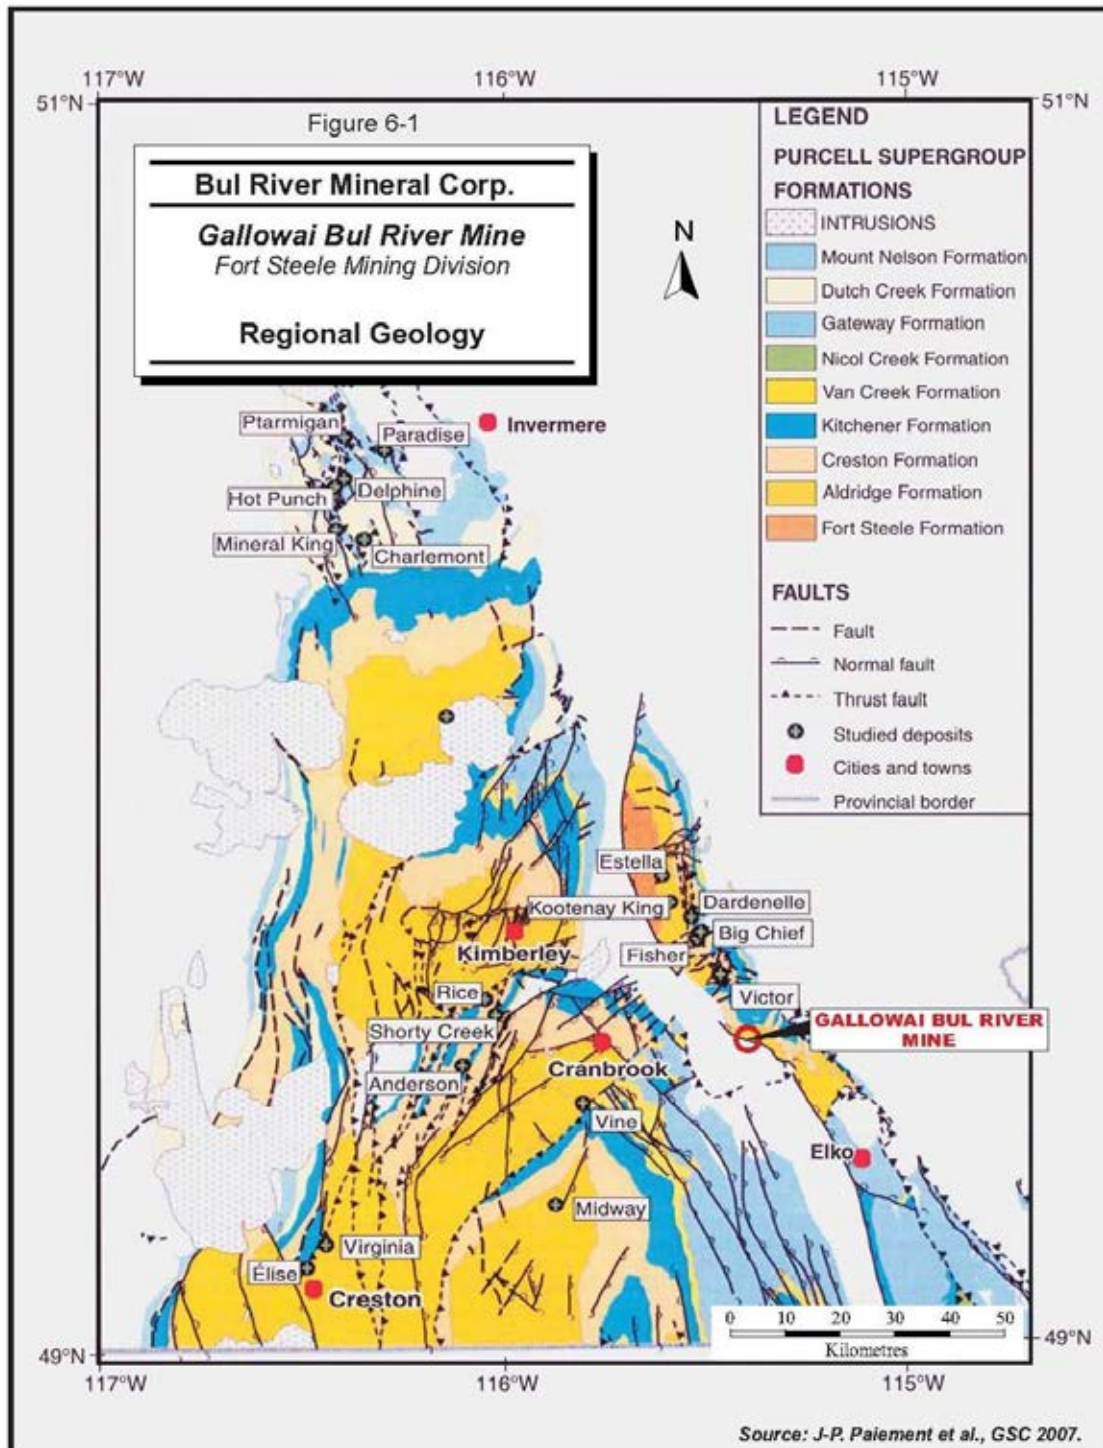 117°W 116°W 115°W
51°N 51°N
Figure 6-1
Bul River Mineral Corp.
Gallowai Bul River Mine
Fort Steele Mining Division
Regional Geology
N
LEGEND
PURCELL SUPERGROUP
FORMATIONS
INTRUSIONS
Mount Nelson Formation
Dutch Creek Formation
Gateway Formation
Nicol Creek Formation
Van Creek Formation
Kitchener Formation
Creston Formation
Aldridge Formation
Fort Steele Formation
FAULTS
Fault
Normal fault
Thrust fault
Studied deposits
Cities and towns
Provincial border
Ptarmigan
Paradise
Invermere
Hot Punch
Delphine
Mineral King
Charlemont
Estella
Kootenay King
Dardenelle
Big Chief
Kimberley
Fisher
Rice
Victor
Shorty Creek
GALLOWAI BUL RIVER
MINE
Cranbrook
Anderson
Vine
Elko
Midway
Virginia
Élise
Creston
0 10 20 30 40 50
Kilometres
49°N 49°N
117°W 116°W 115°W
Source: J-P. Paiement et al., GSC 2007.